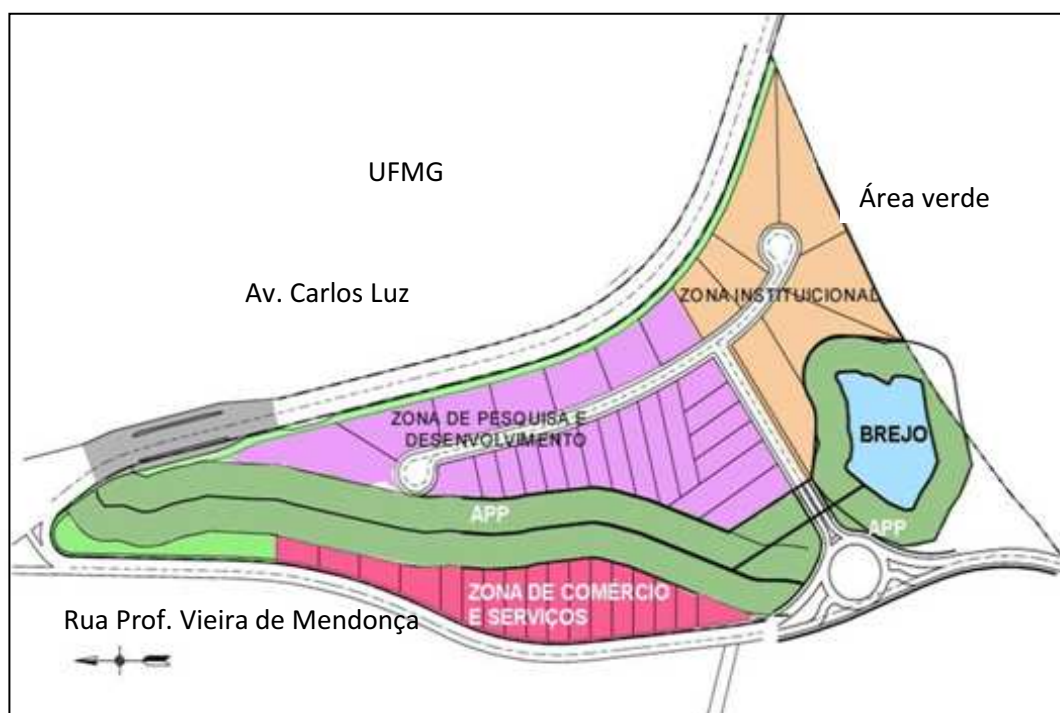 UFMG
Área verde
Av. Carlos Luz
ZONA INSTITUICIONAL
ZONA DE PESQUISA E
DESENVOLVIMENTO
BREJO
APP
APP
ZONA DE COMÉRCIO
E SERVIÇOS
Rua Prof. Vieira de Mendonça